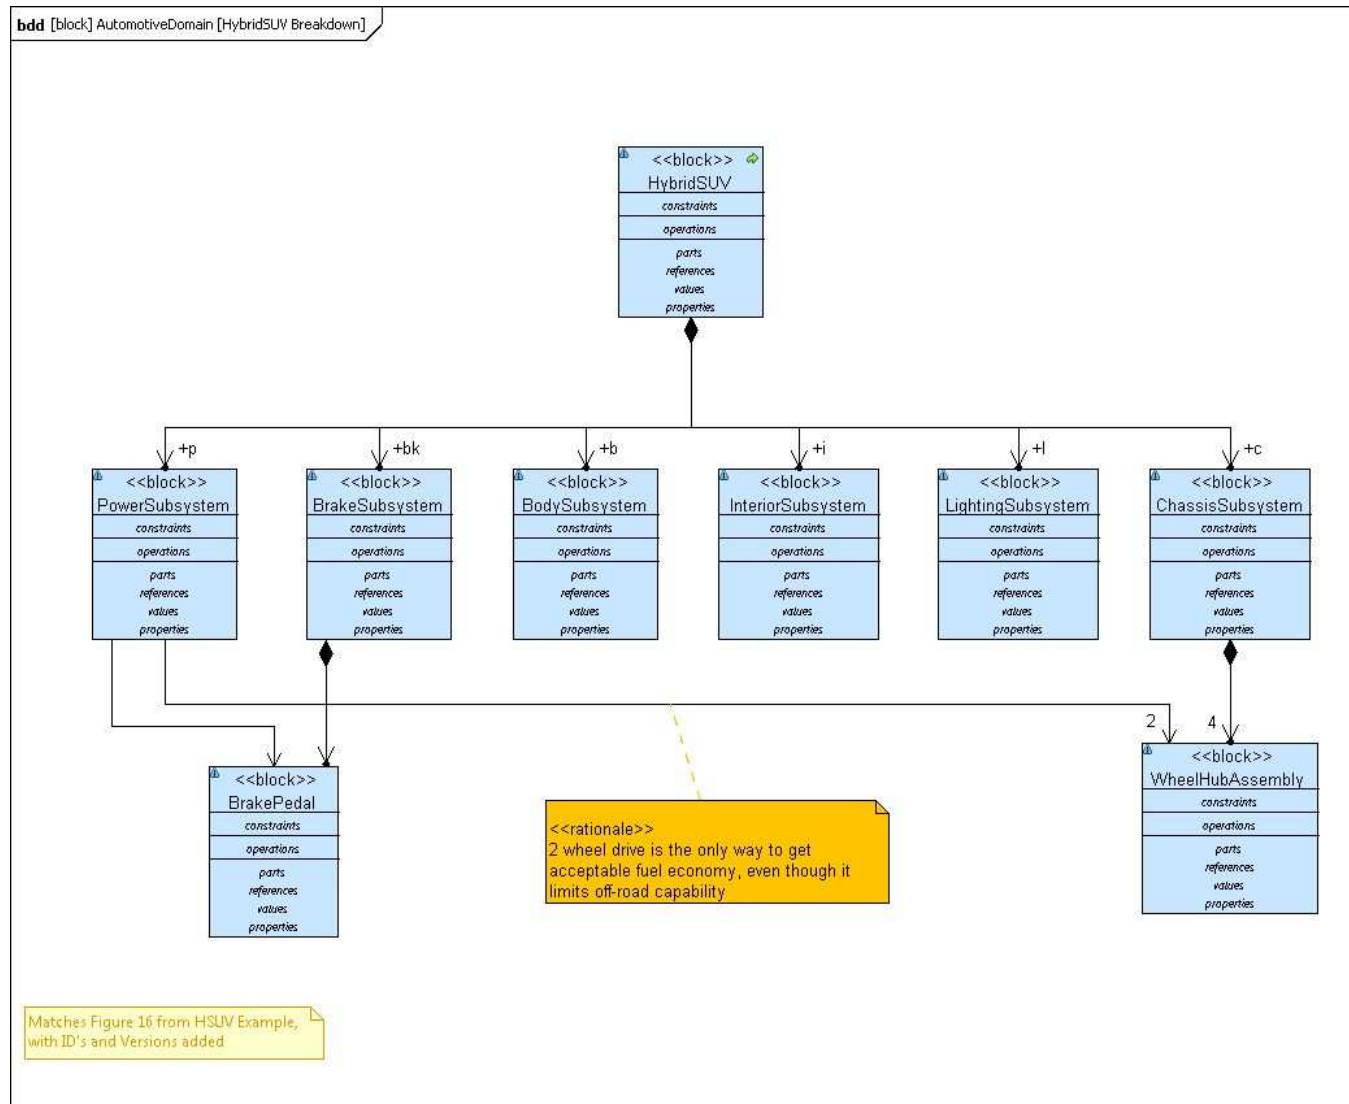 bdd [block] AutomotiveDomain [HybridSUV Breakdown]
<<block>>
HybridSUV
constraints
operations
parts
references
values
properties
+p
+bk
+b
+i
+l
+c
<<block>>
PowerSubsystem
constraints
operations
parts
references
values
properties
<<block>>
BrakeSubsystem
constraints
operations
parts
references
values
properties
<<block>>
BodySubsystem
constraints
operations
parts
references
values
properties
<<block>>
InteriorSubsystem
constraints
operations
parts
references
values
properties
<<block>>
LightingSubsystem
constraints
operations
parts
references
values
properties
<<block>>
ChassisSubsystem
constraints
operations
parts
references
values
properties
2
4
<<block>>
BrakePedal
constraints
operations
parts
references
values
properties
<<rationale>>
2 wheel drive is the only way to get
acceptable fuel economy, even though it
limits off-road capability
<<block>>
WheelHubAssembly
constraints
operations
parts
references
values
properties
Matches Figure 16 from HSUV Example,
with ID's and Versions added